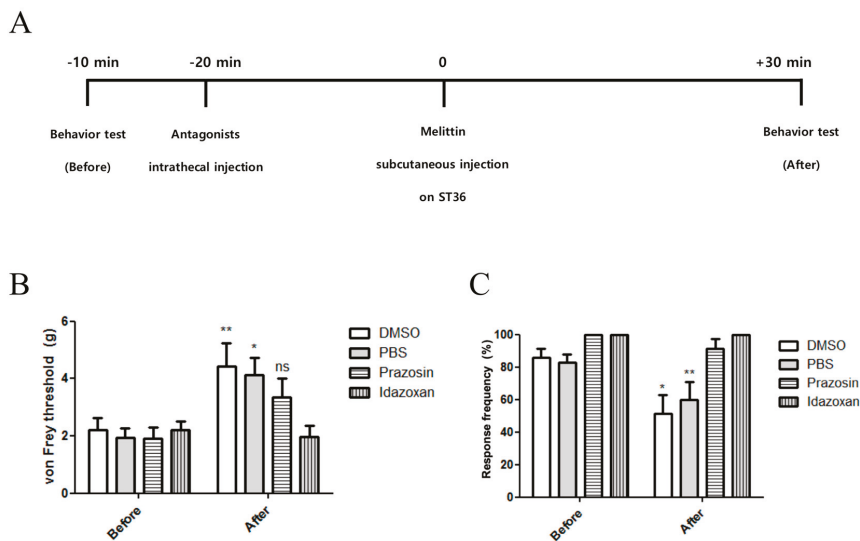 A
-10 min
-20 min
0
+30 min
Behavior test
(Before)
Antagonists
intrathecal injection
Melittin
subcutaneous injection
on ST36
Behavior test
(After)
B
von Frey threshold (g)
6
4
2
0
**
*
ns
Before
After
DMSO
PBS
Prazosin
Idazoxan
C
Response frequency (%)
100
80
60
40
20
0
*
**
Before
After
DMSO
PBS
Prazosin
Idazoxan